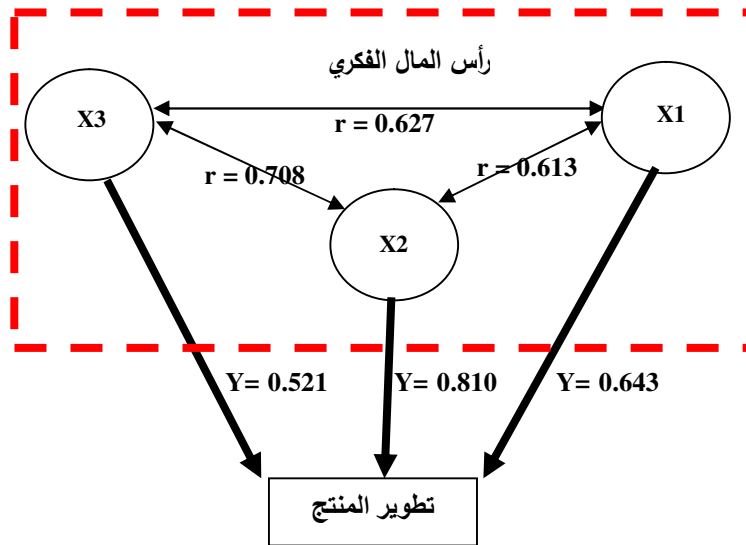 رأس المال الفكري
X3
X1
r = 0.627
r = 0.708
r = 0.613
X2
Y= 0.521
Y= 0.810
Y= 0.643
تطوير المنتج